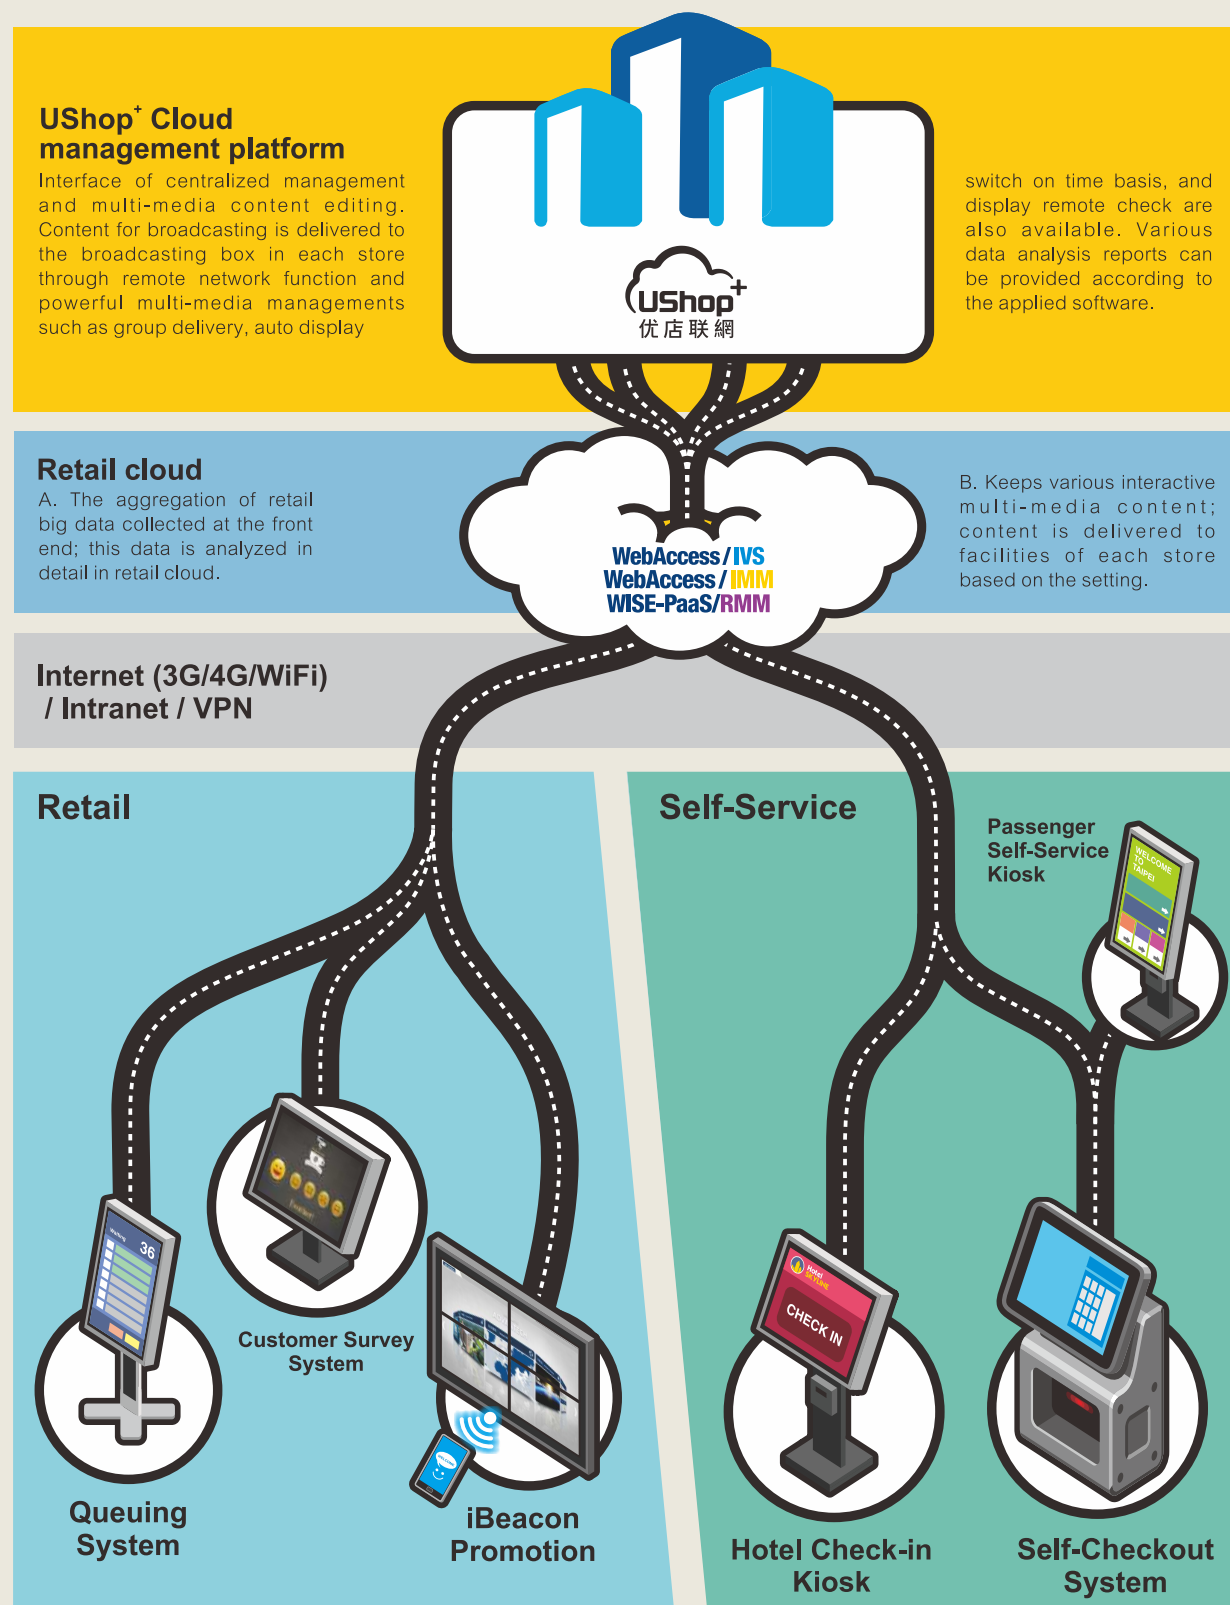 UShop+ Cloud
management platform
Interface of centralized management
and multi-media content editing.
Content for broadcasting is delivered to
the broadcasting box in each store
through remote network function and
powerful multi-media managements
such as group delivery, auto display
switch on time basis, and
display remote check are
also available. Various
data analysis reports can
be provided according to
the applied software.
UShop+
优店联網
Retail cloud
A. The aggregation of retail
big data collected at the front
end; this data is analyzed in
detail in retail cloud.
WebAccess/IVS
WebAccess/IMM
WISE-PaaS/RMM
B. Keeps various interactive
multi-media content;
content is delivered to
facilities of each store
based on the setting.
Internet (3G/4G/WiFi)
/ Intranet / VPN
Retail
Self-Service
Passenger
Self-Service
Kiosk
WELCOME
TO
TAIPEI
Waiting
36
Customer Survey
System
Hotel
SKYLINE
CHECK IN
Queuing
System
iBeacon
Promotion
Hotel Check-in
Kiosk
Self-Checkout
System